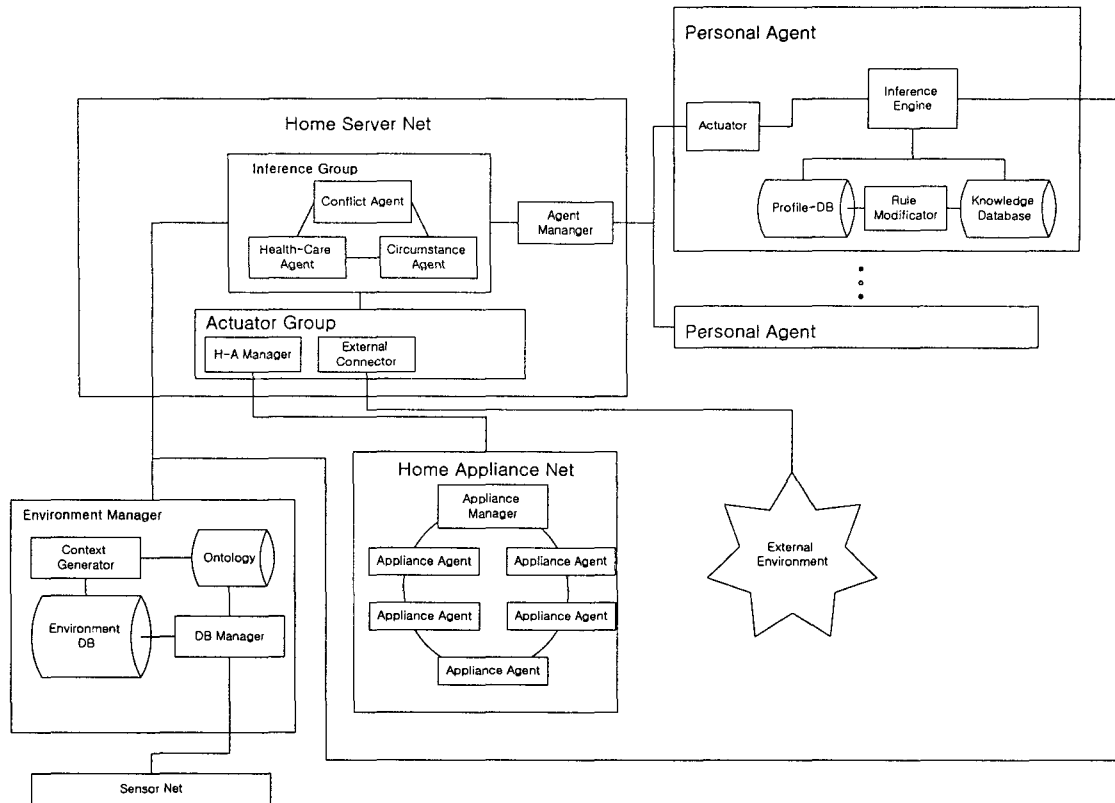 Personal Agent
Inference
Engine
Actuator
Profile-DB
Rule
Modificator
Knowledge
Database
Personal Agent
Home Server Net
Inference Group
Conflict Agent
Health-Care
Agent
Circumstance
Agent
Agent
Mananger
Actuator Group
H-A Manager
External
Connector
Home Appliance Net
Appliance
Manager
Appliance Agent
Appliance Agent
Appliance Agent
Appliance Agent
Appliance Agent
External
Environment
Environment Manager
Context
Generator
Ontology
Environment
DB
DB Manager
Sensor Net